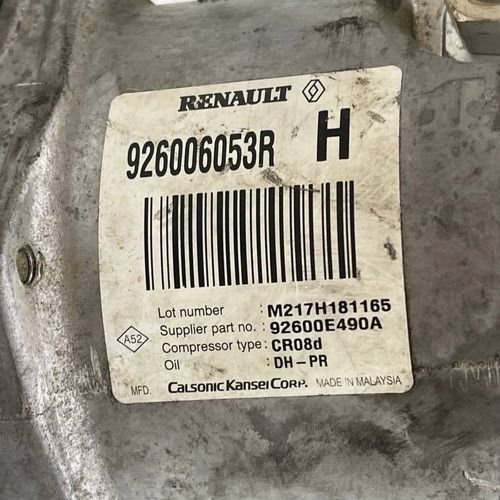 RENAULT
926006053R H
Lot number : M217H181165
Supplier part no. : 92600E490A
Compressor type : CR08d
Oil : DH-PR
A52
MFD. CALSONIC KANSEI CORP. MADE IN MALAYSIA